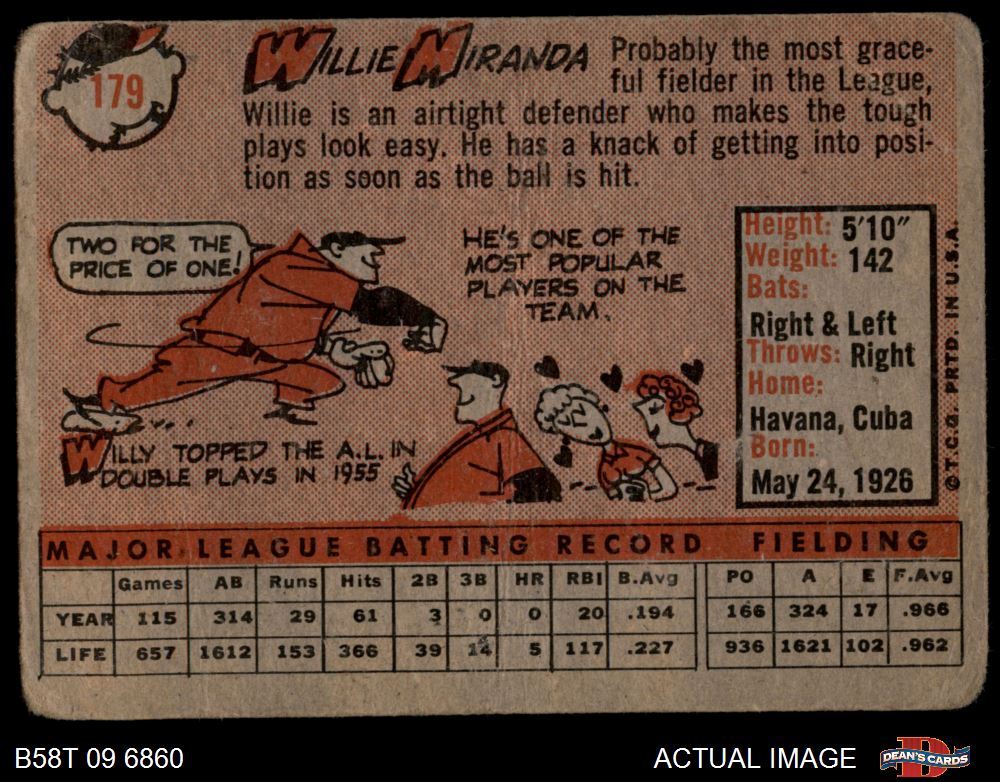 179
WILLIE MIRANDA
Probably the most grace-
ful fielder in the League,
Willie is an airtight defender who makes the tough
plays look easy. He has a knack of getting into posi-
tion as soon as the ball is hit.
TWO FOR THE
PRICE OF ONE!
HE'S ONE OF THE
MOST POPULAR
PLAYERS ON THE
TEAM.
WILLY TOPPED THE A.L. IN
DOUBLE PLAYS IN 1955
Height: 5'10"
Weight: 142
Bats:
Right & Left
Throws: Right
Home:
Havana, Cuba
Born:
May 24, 1926
© T.C.G. PRTD. IN U.S.A.
MAJOR LEAGUE BATTING RECORD FIELDING
Games AB Runs Hits 2B 3B HR RBI B.Avg PO A E F.Avg
YEAR 115 314 29 61 3 0 0 20 .194 166 324 17 .966
LIFE 657 1612 153 366 39 14 5 117 .227 936 1621 102 .962
B58T 09 6860
ACTUAL IMAGE
DEAN'S CARDS